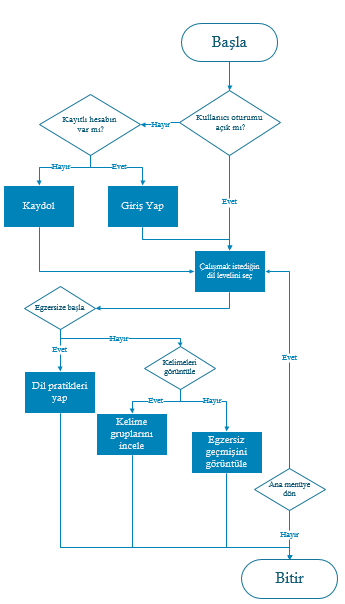 Başla
Kullanıcı oturumu
açık mı?
Hayır
Kayıtlı hesabın
var mı?
Hayır
Evet
Kaydol
Giriş Yap
Evet
Çalışmak istediğin
dil levelini seç
Egzersize başla
Evet
Hayır
Dil pratikleri
yap
Kelimeleri
görüntüle
Evet
Hayır
Kelime
gruplarını
incele
Egzersiz
geçmişini
görüntüle
Evet
Ana menüye
dön
Hayır
Bitir